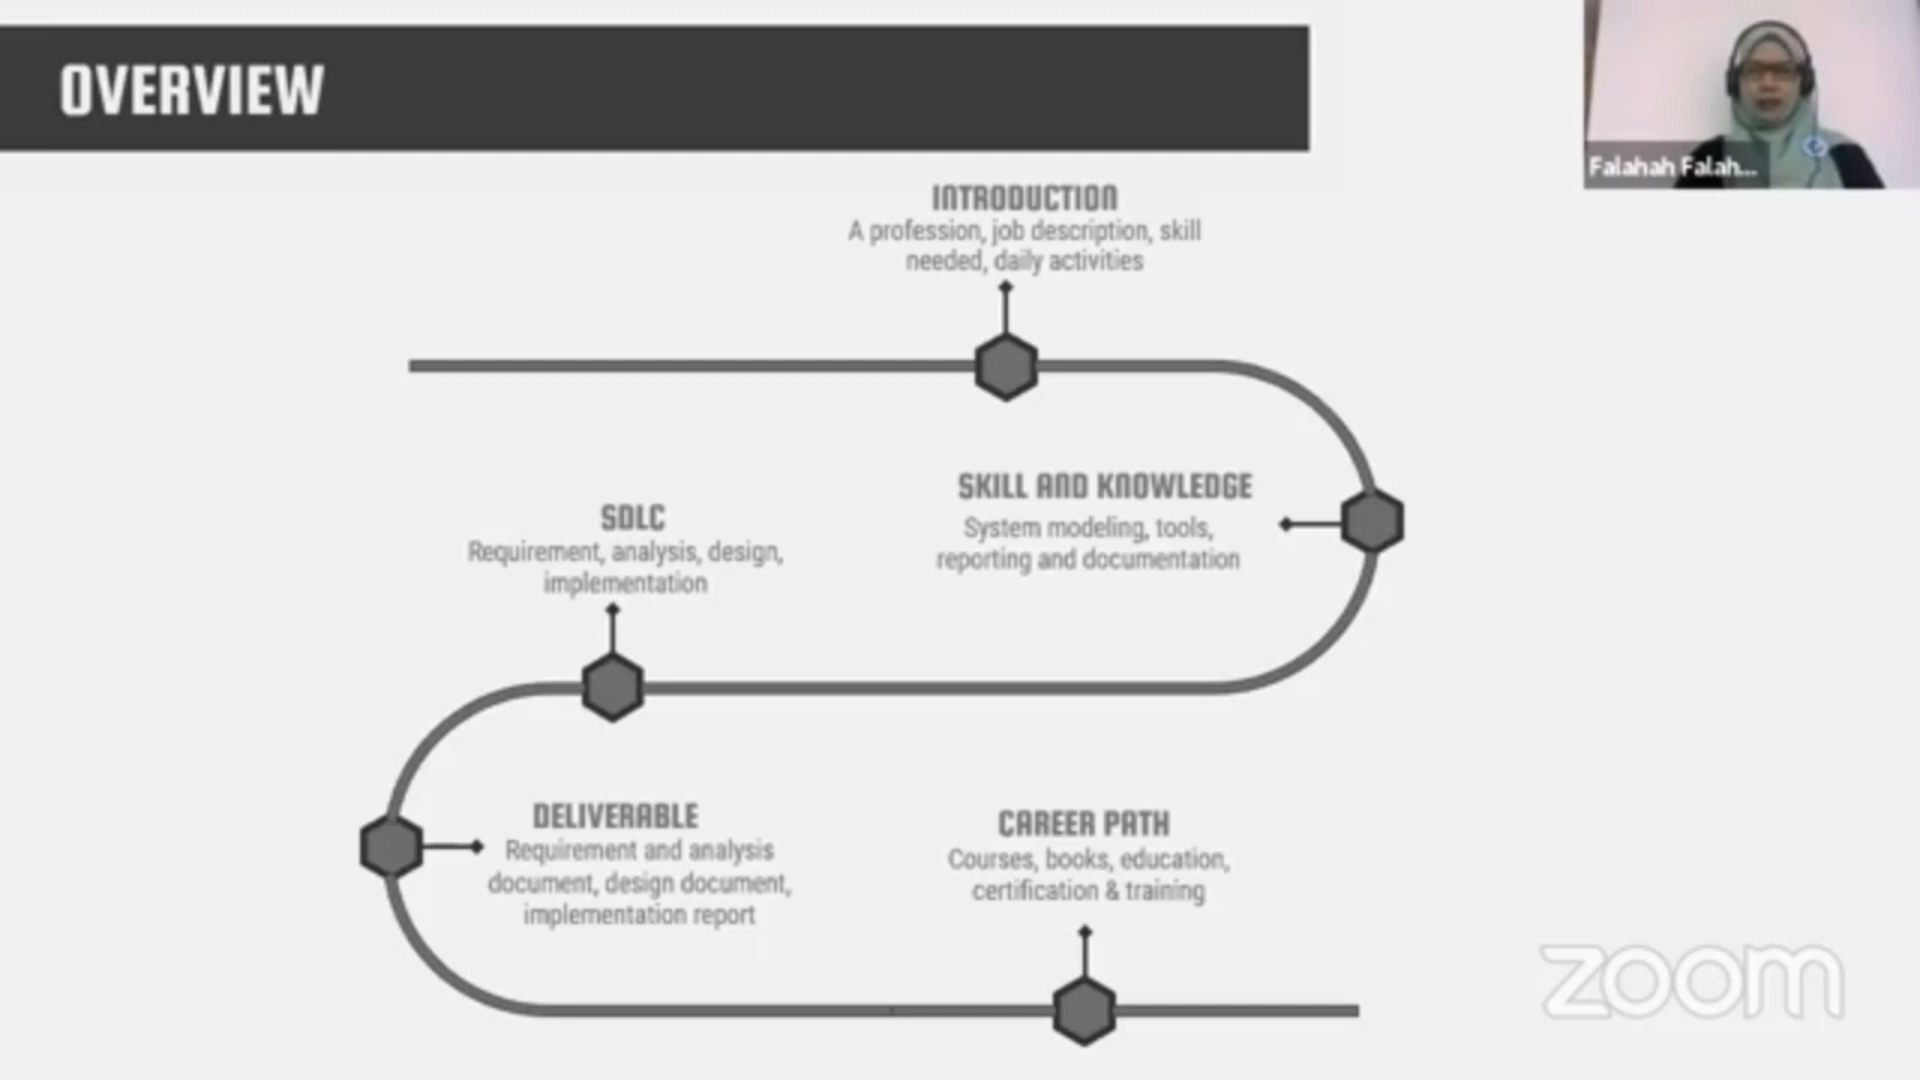 OVERVIEW
Falahah Falah...
INTRODUCTION
A profession, job description, skill
needed, daily activities
SKILL AND KNOWLEDGE
System modeling, tools,
reporting and documentation
SDLC
Requirement, analysis, design,
implementation
DELIVERABLE
Requirement and analysis
document, design document,
implementation report
CAREER PATH
Courses, books, education,
certification & training
zoom